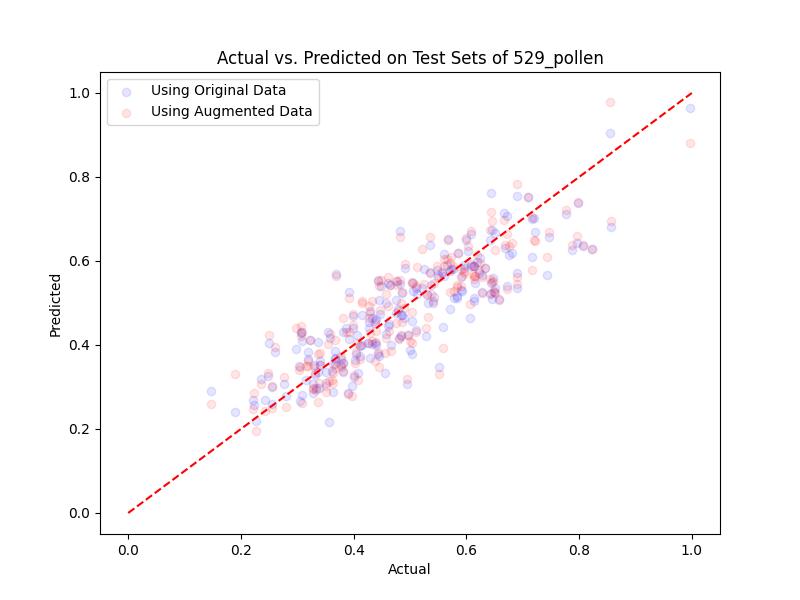 Actual vs. Predicted on Test Sets of 529_pollen
Using Original Data
Using Augmented Data
1.0
0.8
0.6
0.4
0.2
0.0
Predicted
0.0 0.2 0.4 0.6 0.8 1.0
Actual